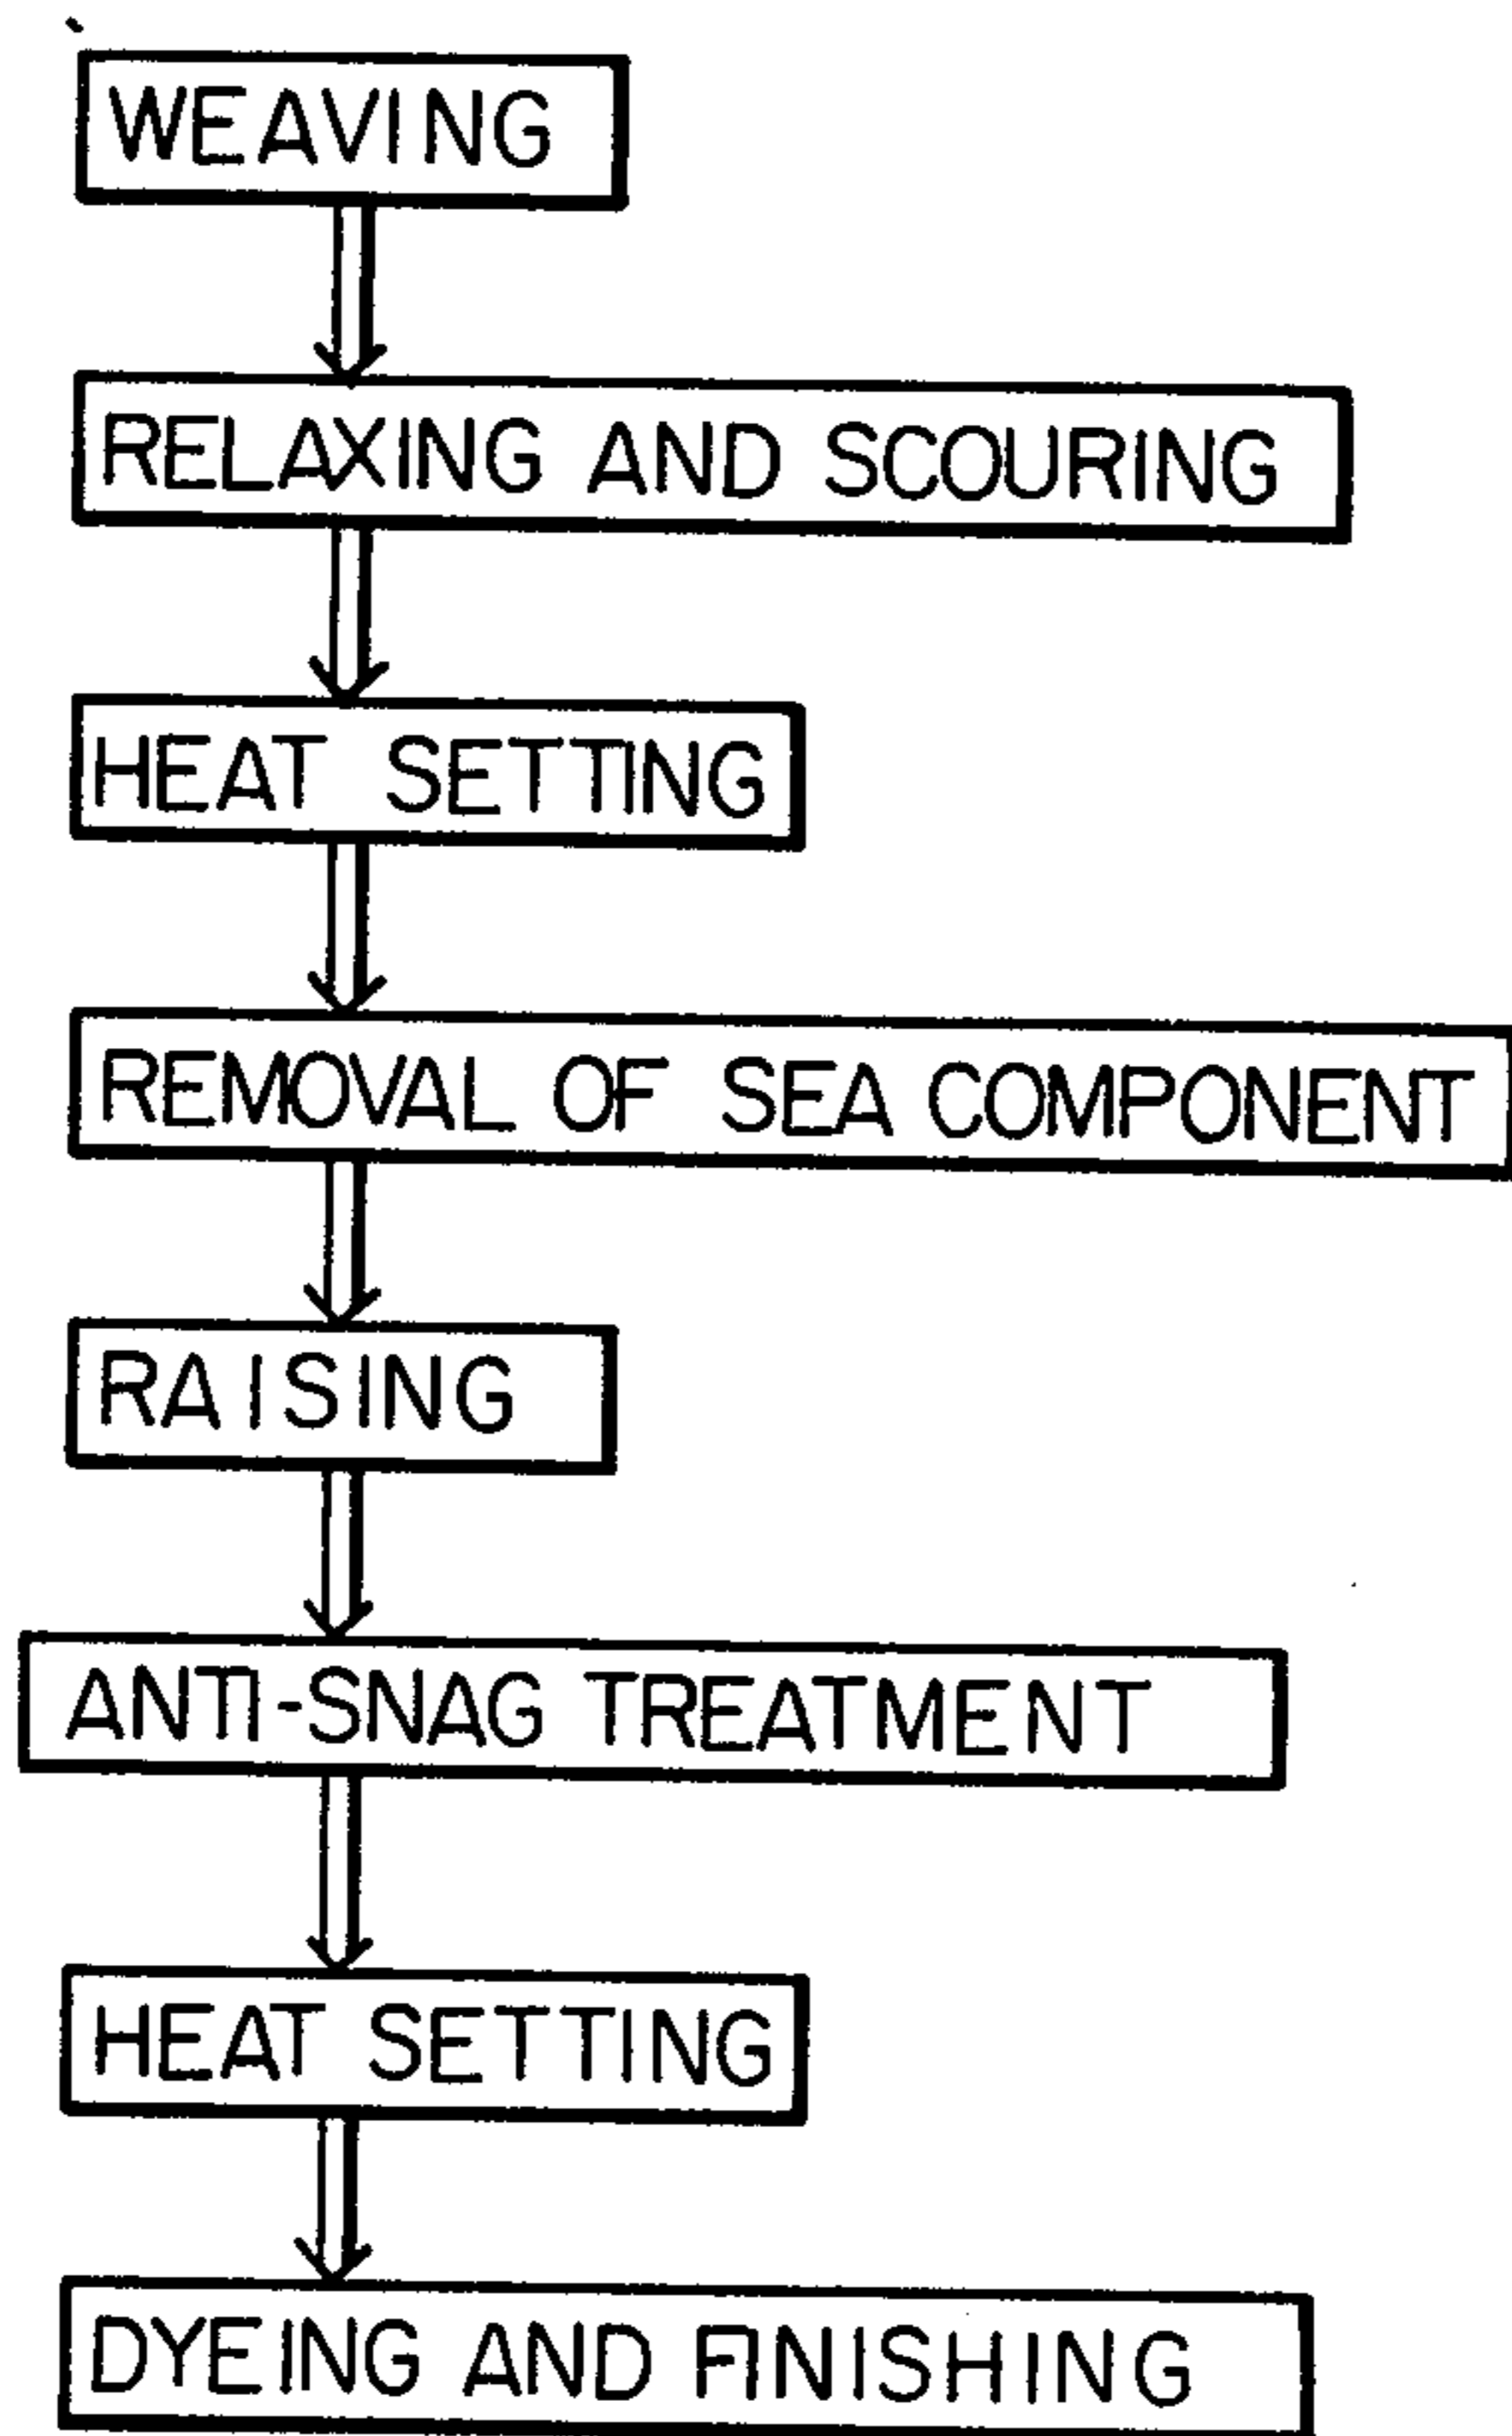 WEAVING
RELAXING AND SCOURING
HEAT SETTING
REMOVAL OF SEA COMPONENT
RAISING
ANTI-SNAG TREATMENT
HEAT SETTING
DYEING AND FINISHING